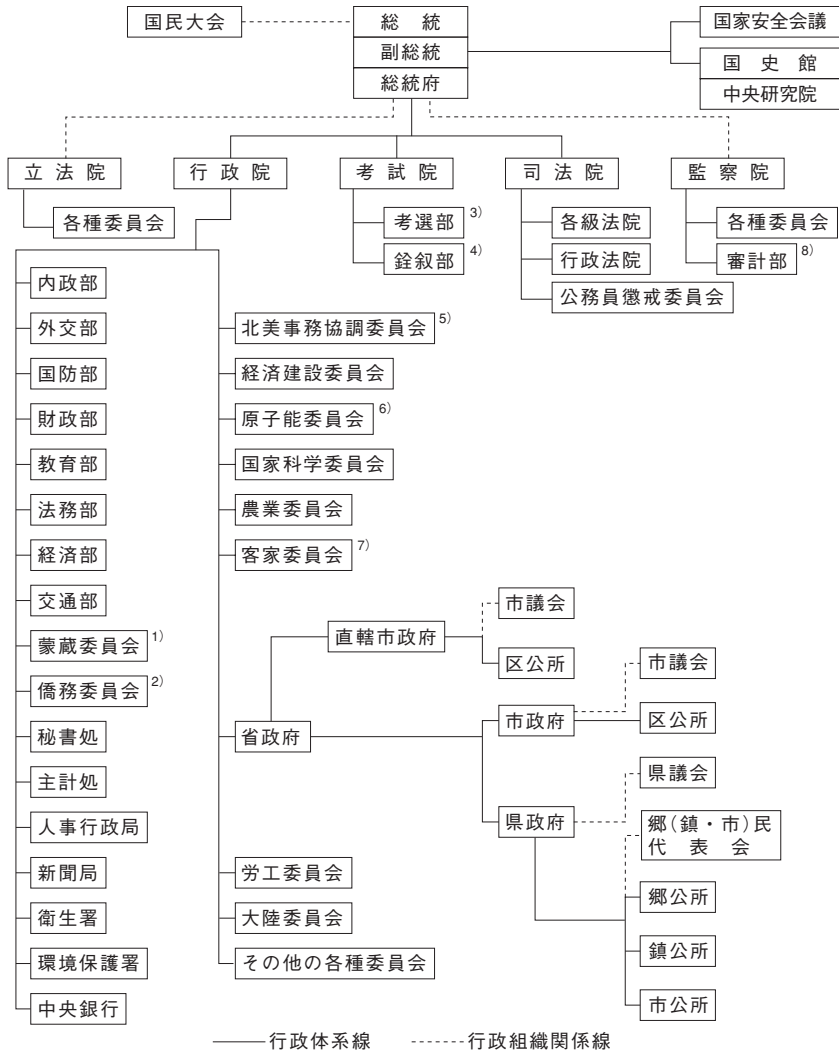 国民大会
総統
副総統
総統府
国家安全会議
国史館
中央研究院
立法院
行政院
考試院
司法院
監察院
各種委員会
考選部 3)
銓叙部 4)
各級法院
行政法院
公務員懲戒委員会
各種委員会
審計部 8)
内政部
外交部
国防部
財政部
教育部
法務部
経済部
交通部
蒙蔵委員会 1)
僑務委員会 2)
秘書処
主計処
人事行政局
新聞局
衛生署
環境保護署
中央銀行
北美事務協調委員会 5)
経済建設委員会
原子能委員会 6)
国家科学委員会
農業委員会
客家委員会 7)
省政府
労工委員会
大陸委員会
その他の各種委員会
直轄市政府
市議会
区公所
市政府
市議会
区公所
県政府
県議会
郷(鎮・市)民
代表会
郷公所
鎮公所
市公所
行政体系線
行政組織関係線